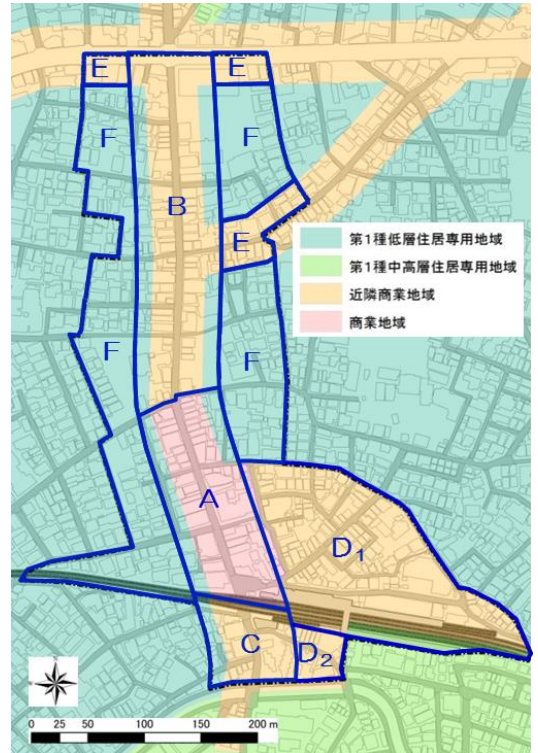 E
E
F
F
B
E
第1種低層住居専用地域
第1種中高層住居専用地域
近隣商業地域
商業地域
F
F
A
D₁
C
D₂
N
0 25 50 100 150 200 m